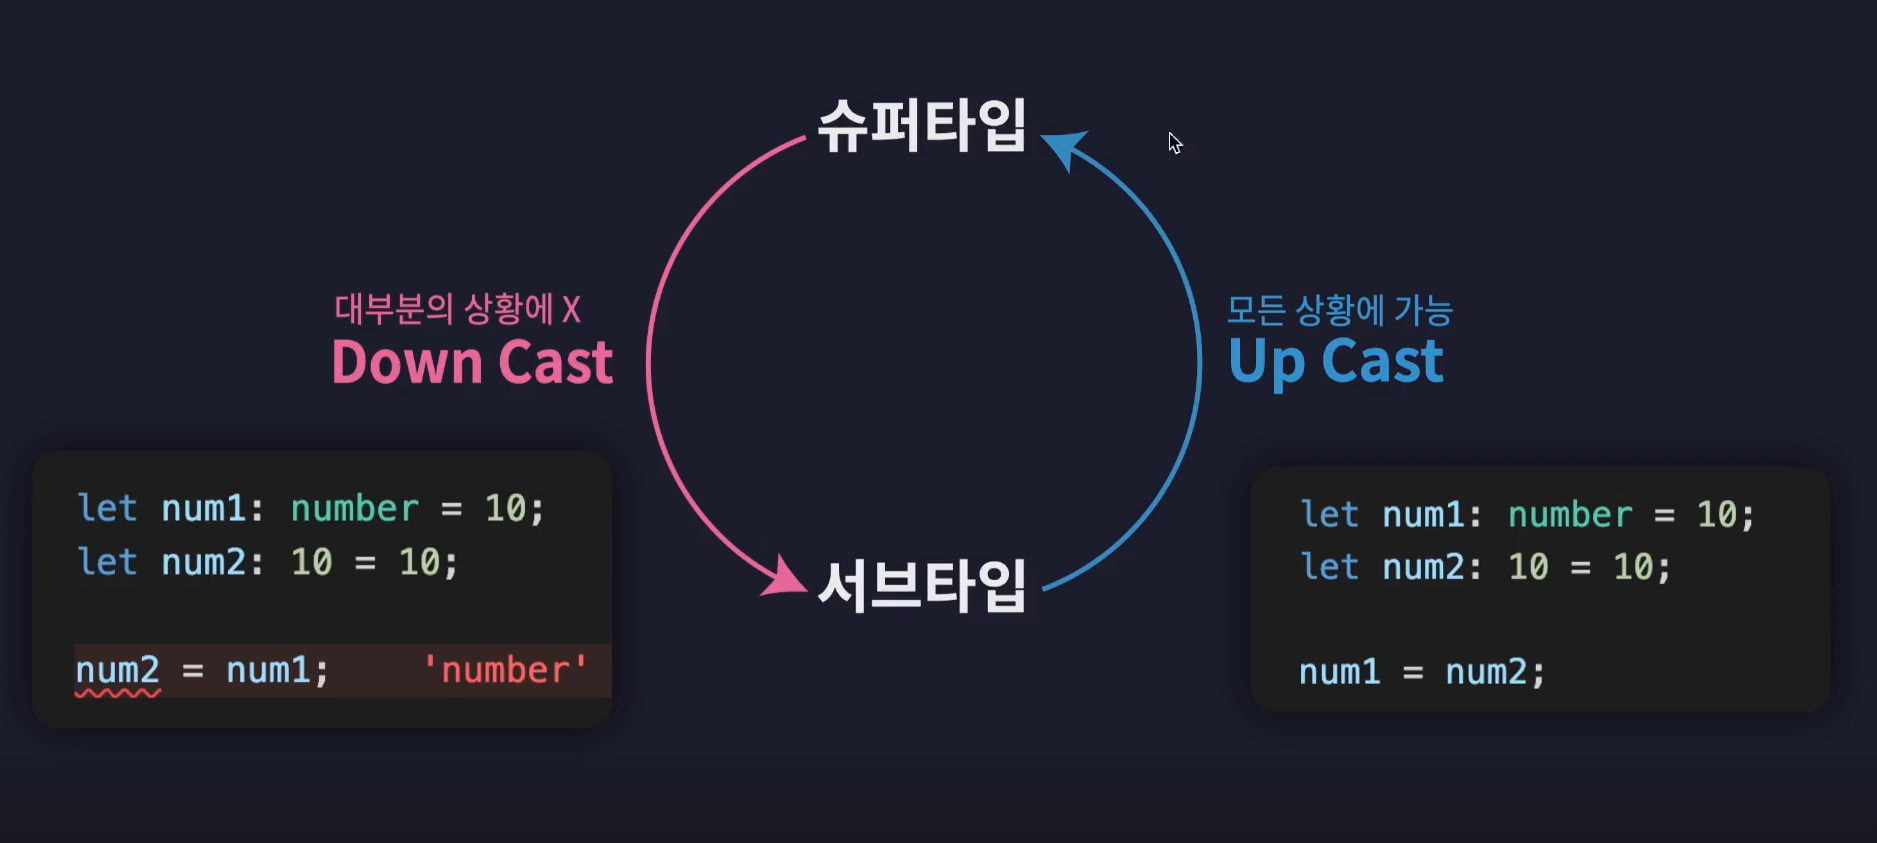 슈퍼타입
대부분의 상황에 X
Down Cast
모든 상황에 가능
Up Cast
let num1: number = 10;
let num2: 10 = 10;
num2 = num1; 'number'
서브타입
let num1: number = 10;
let num2: 10 = 10;
num1 = num2;